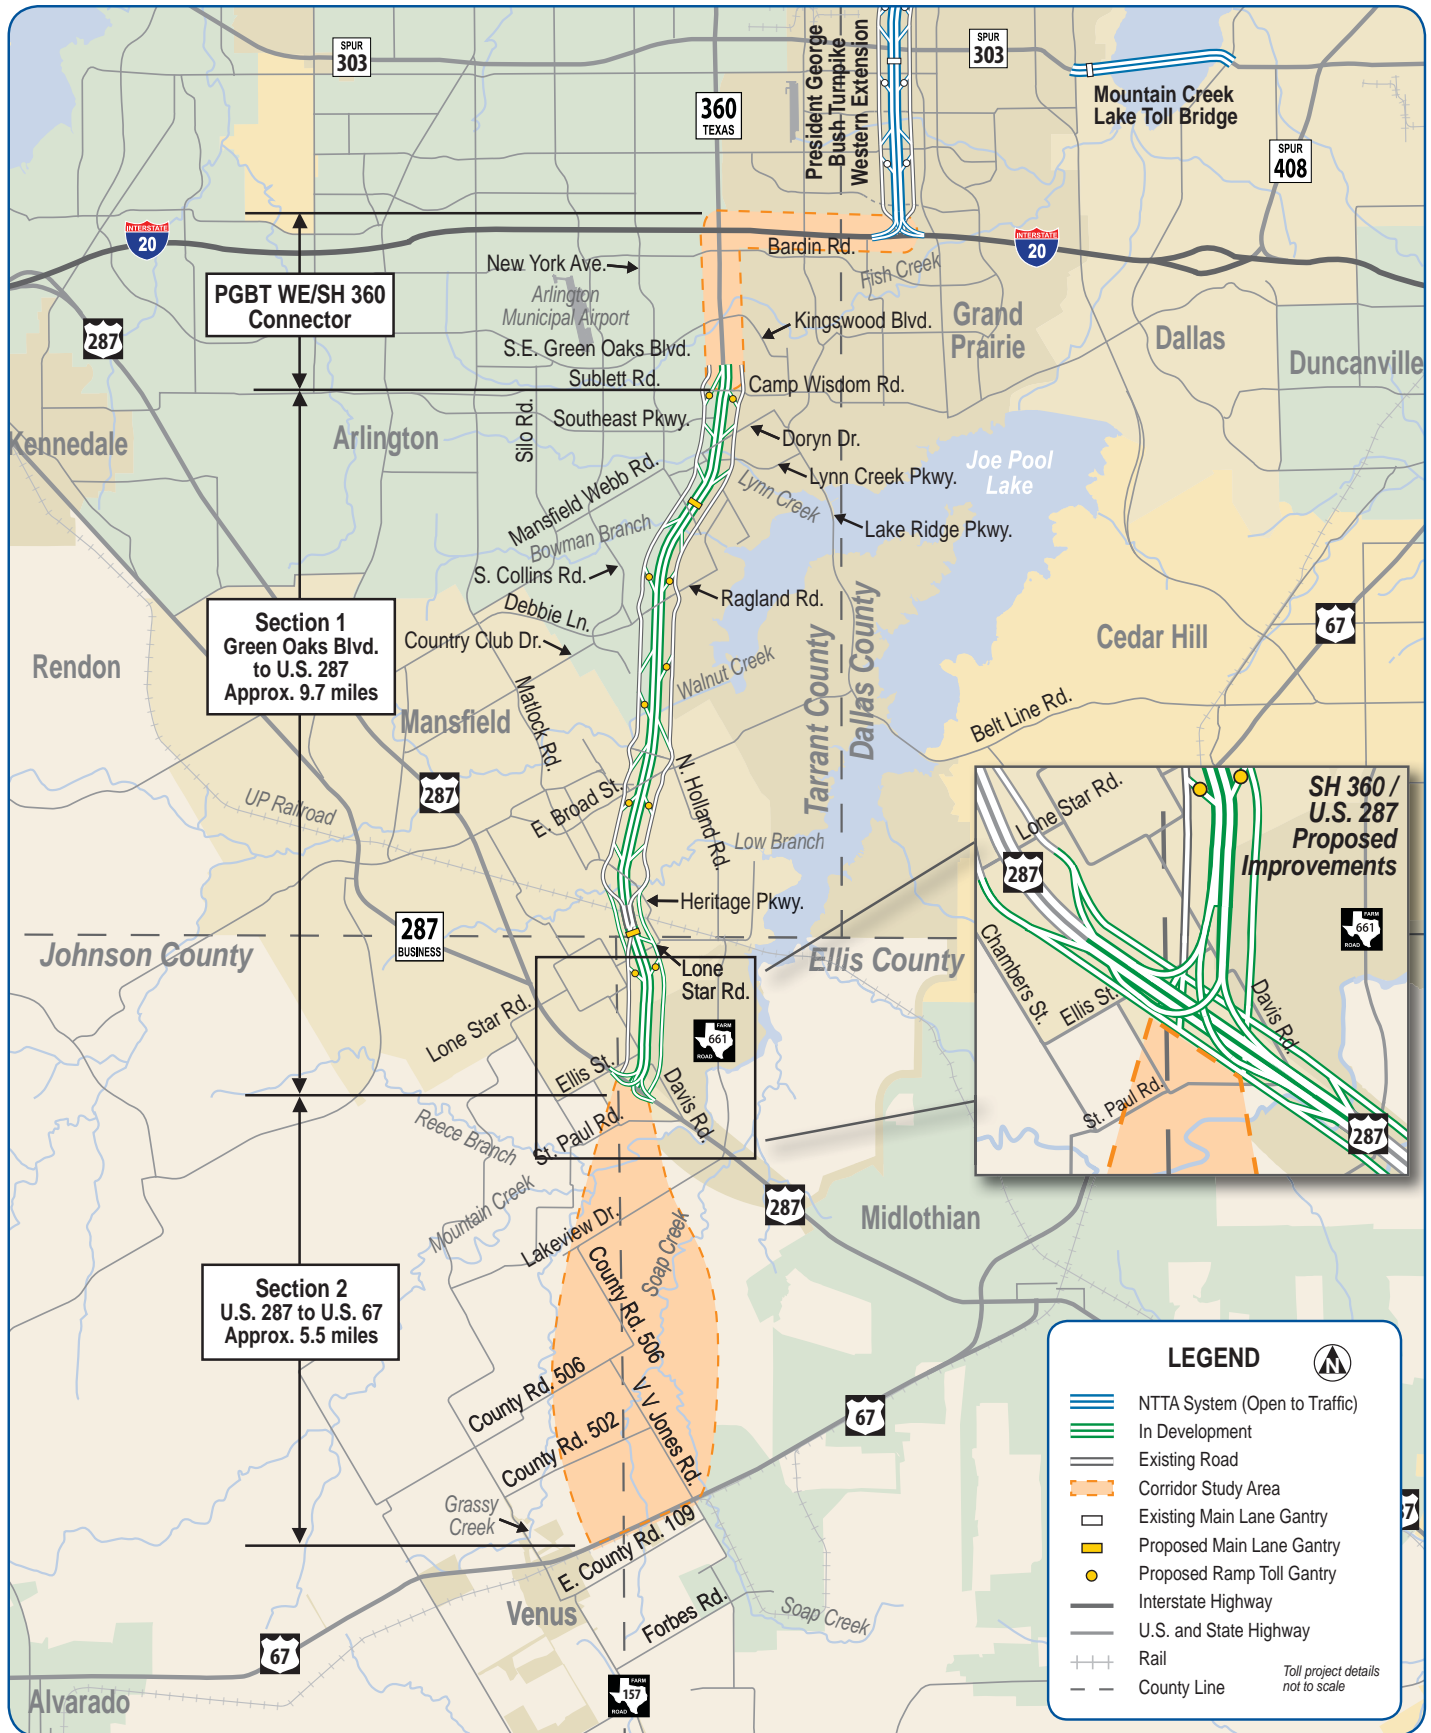 SPUR
303
360
TEXAS
President George
Bush Turnpike
Western Extension
SPUR
303
Mountain Creek
Lake Toll Bridge
SPUR
408
INTERSTATE
20
INTERSTATE
20
Bardin Rd.
New York Ave.
Fish Creek
PGBT WE/SH 360
Connector
Arlington
Municipal Airport
287
Kingswood Blvd.
Grand
Prairie
Dallas
Duncanville
S.E. Green Oaks Blvd.
Sublett Rd.
Camp Wisdom Rd.
Silo Rd.
Southeast Pkwy.
Kennedale
Arlington
Doryn Dr.
Joe Pool
Lake
Mansfield Webb Rd.
Lynn Creek Pkwy.
Lynn Creek
Bowman Branch
Lake Ridge Pkwy.
S. Collins Rd.
Ragland Rd.
Debbie Ln.
Section 1
Green Oaks Blvd.
to U.S. 287
Approx. 9.7 miles
Country Club Dr.
67
Cedar Hill
Rendon
Walnut Creek
Tarrant County
Dallas County
Matlock Rd.
Mansfield
Belt Line Rd.
287
UP Railroad
E. Broad St.
N. Holland Rd.
Low Branch
SH 360 /
U.S. 287
Proposed
Improvements
Lone Star Rd.
287
FARM
661
ROAD
Chambers St.
Ellis St.
Davis Rd.
St. Paul Rd.
287
Heritage Pkwy.
287
BUSINESS
Johnson County
Ellis County
Lone
Star Rd.
Lone Star Rd.
FARM
661
ROAD
Ellis St.
Davis Rd.
Reece Branch
St. Paul Rd.
Mountain Creek
287
Midlothian
Lakeview Dr.
Soap Creek
County Rd. 506
Section 2
U.S. 287 to U.S. 67
Approx. 5.5 miles
County Rd. 506
V V Jones Rd.
67
County Rd. 502
Grassy
Creek
E. County Rd. 109
Venus
Forbes Rd.
Soap Creek
67
FARM
157
ROAD
Alvarado
LEGEND
N
NTTA System (Open to Traffic)
In Development
Existing Road
Corridor Study Area
Existing Main Lane Gantry
Proposed Main Lane Gantry
Proposed Ramp Toll Gantry
Interstate Highway
U.S. and State Highway
Rail
County Line
Toll project details
not to scale